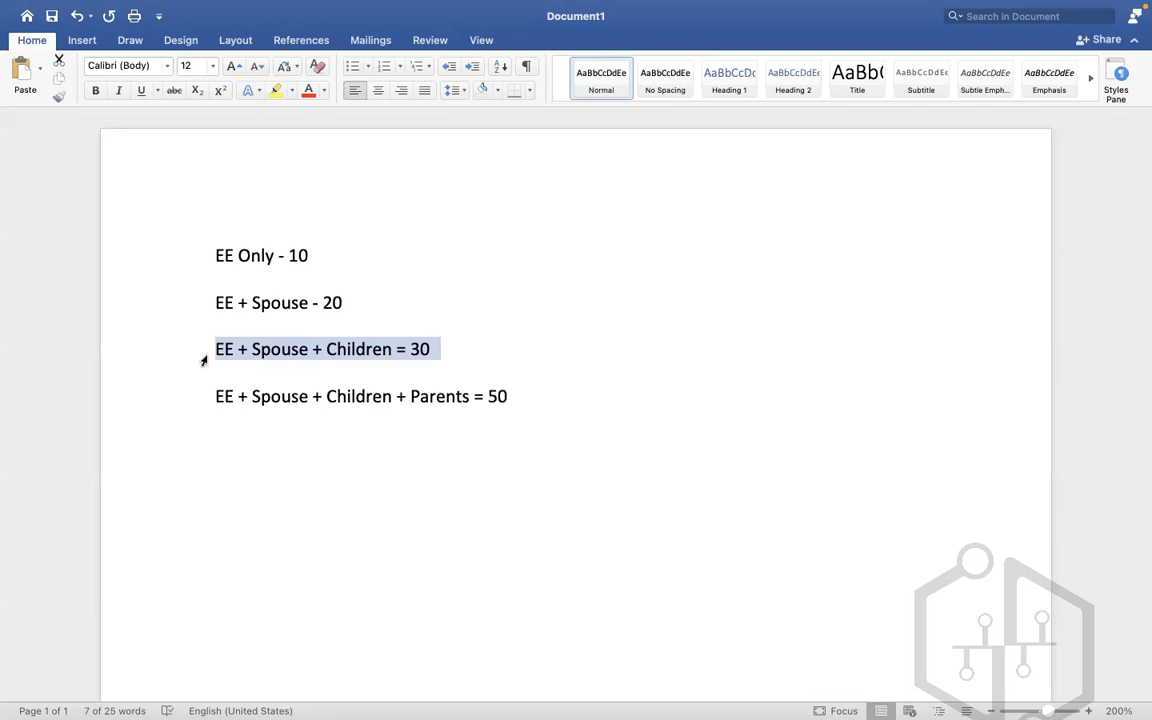 Document1
Search in Document
Home Insert Draw Design Layout References Mailings Review View Share
Paste Calibri (Body) 12
AaBbCcDdEe AaBbCcDdEe AaBbCcDc AaBbCcDdEe AaBbC AaBbCcDdEe AaBbCcDdEe AaBbCcDdEe
Normal No Spacing Heading 1 Heading 2 Title Subtitle Subtle Emph... Emphasis Styles Pane
EE Only - 10
EE + Spouse - 20
EE + Spouse + Children = 30
EE + Spouse + Children + Parents = 50
Page 1 of 1 7 of 25 words English (United States) Focus 200%